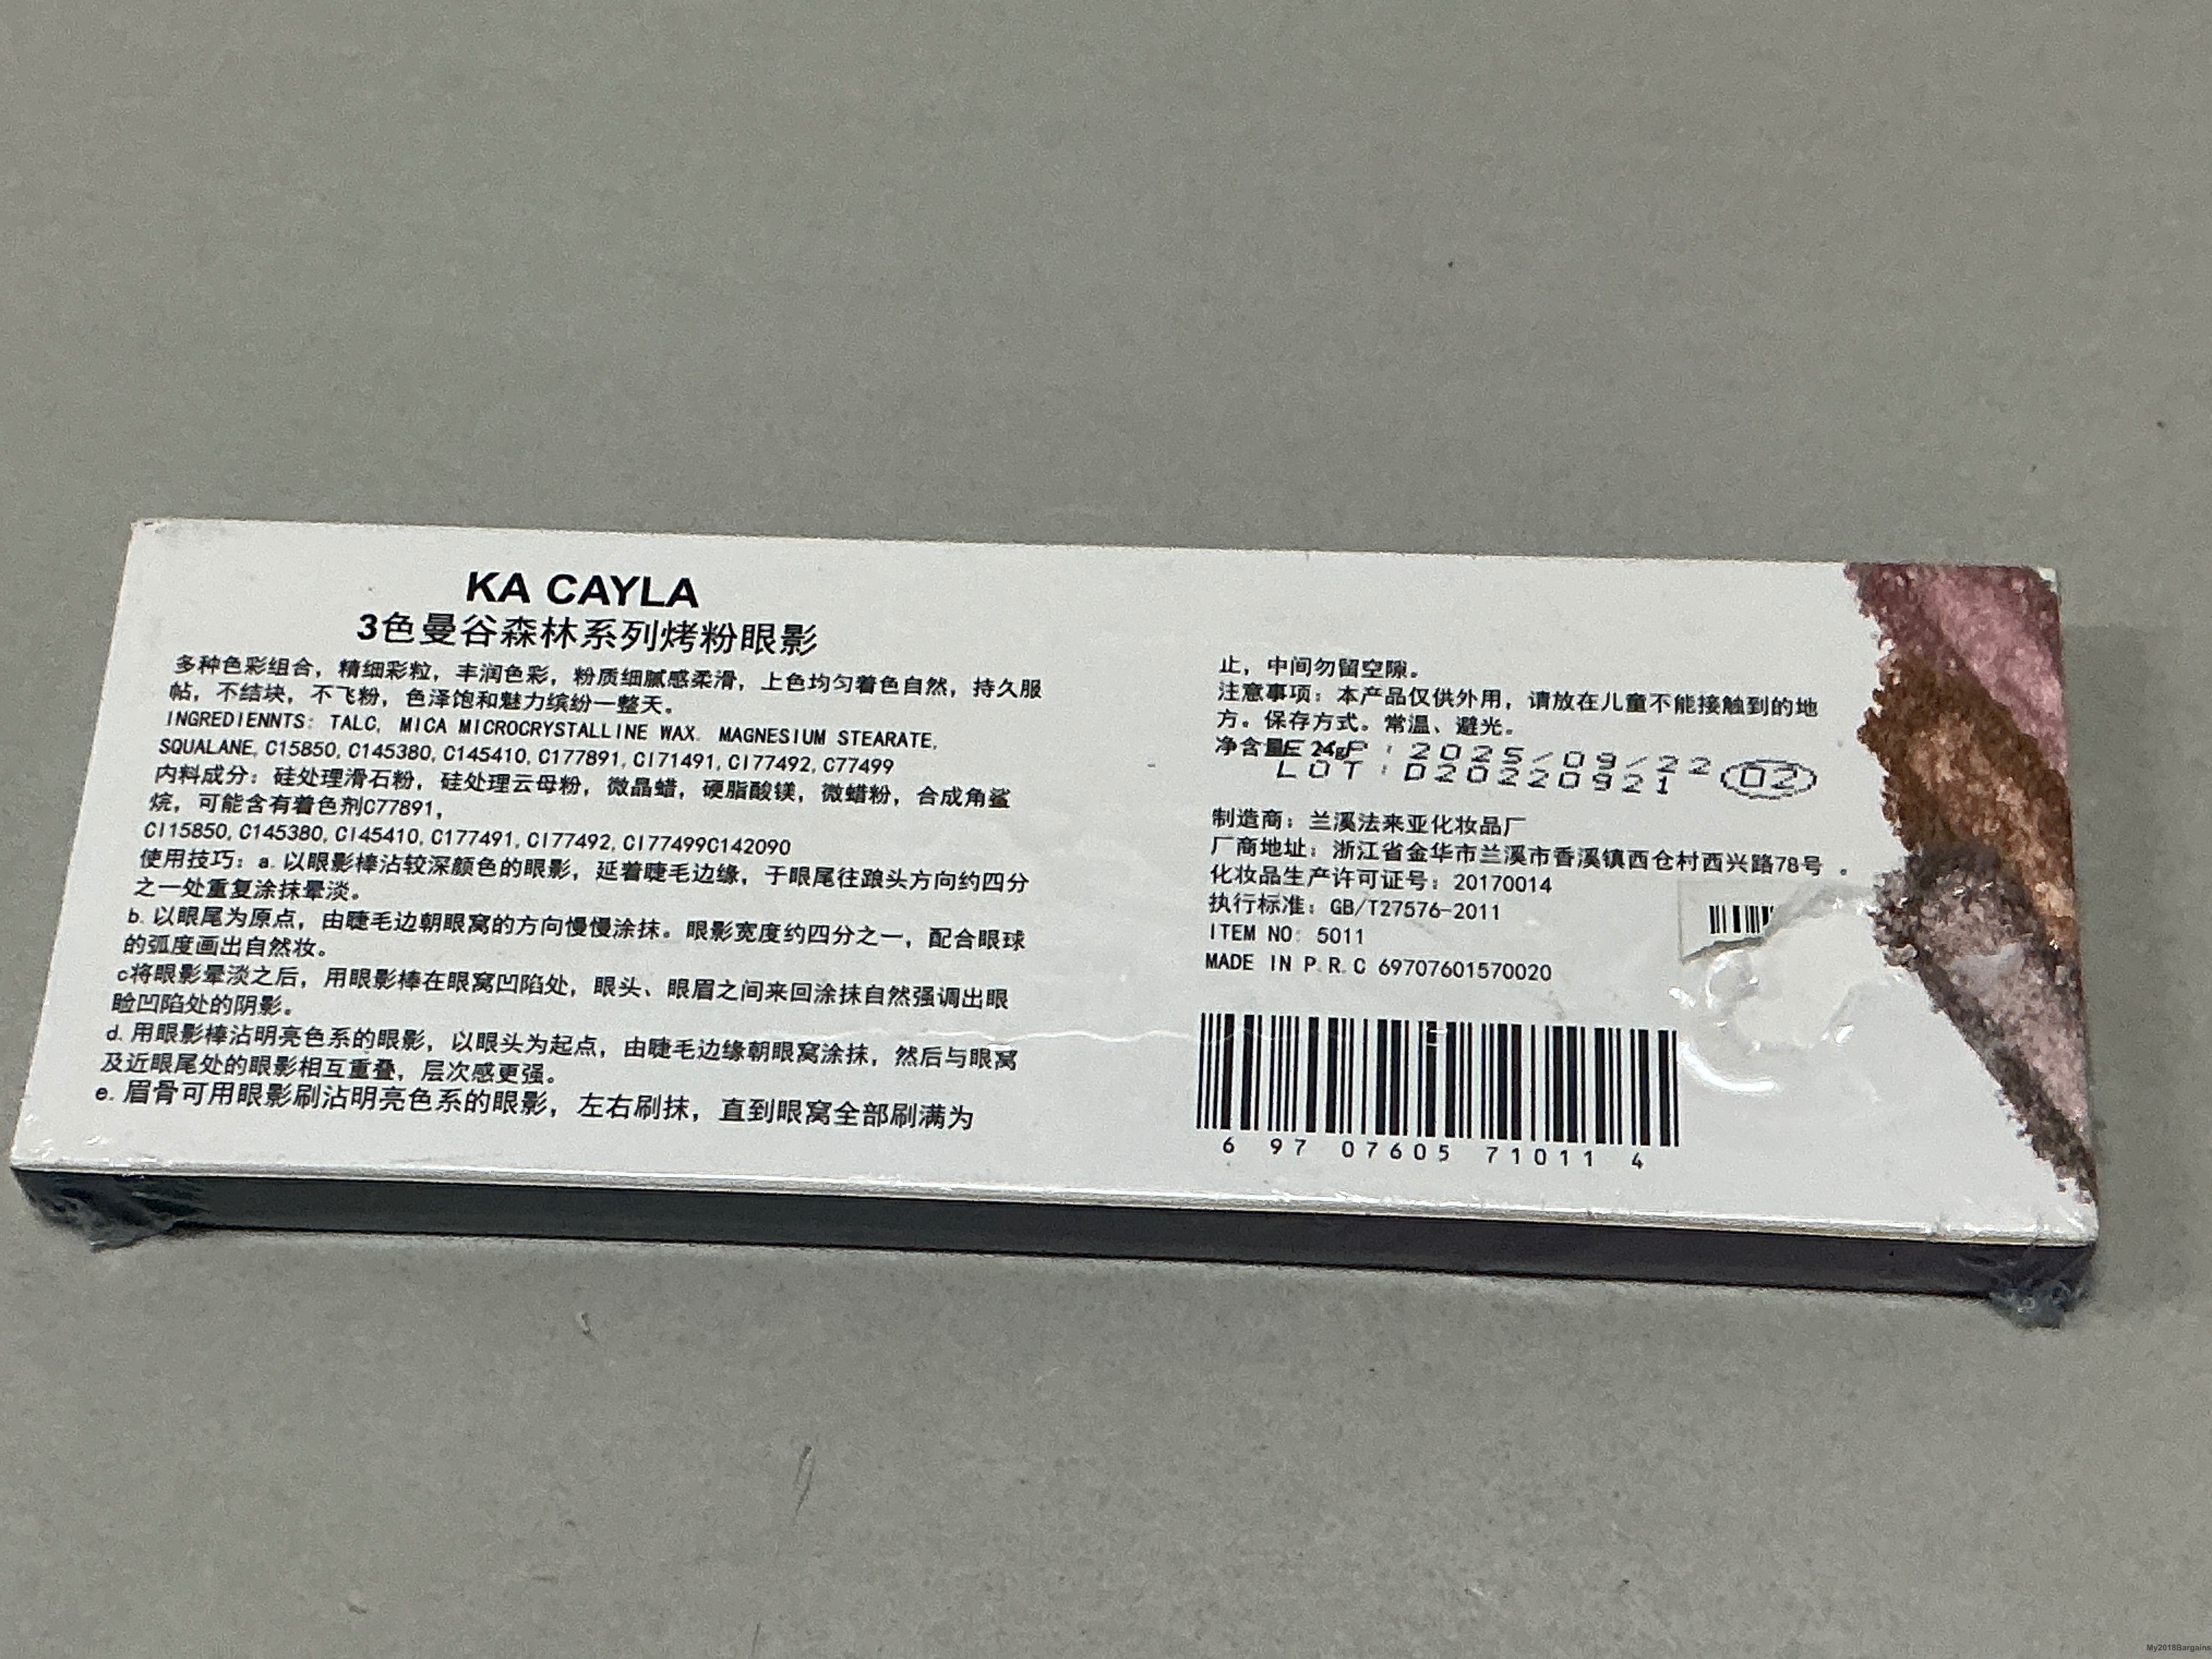 KA CAYLA
3色曼谷森林系列烤粉眼影
多种色彩组合，精细彩粒，丰润色彩，粉质细腻感柔滑，上色均匀着色自然，持久服
帖，不结块，不飞粉，色泽饱和魅力缤纷一整天。
INGREDIENNTS: TALC, MICA MICROCRYSTALLINE WAX. MAGNESIUM STEARATE,
SQUALANE, C15850, C145380, C145410, C177891, CI71491, CI77492, C77499
内料成分：硅处理滑石粉，硅处理云母粉，微晶蜡，硬脂酸镁，微蜡粉，合成角鲨
烷，可能含有着色剂C77891，
CI15850, C145380, CI45410, C177491, CI77492, CI77499C142090
使用技巧：a. 以眼影棒沾较深颜色的眼影，延着睫毛边缘，于眼尾往踉头方向约四分
之一处重复涂抹晕淡。
b. 以眼尾为原点，由睫毛边朝眼窝的方向慢慢涂抹。眼影宽度约四分之一，配合眼球
的弧度画出自然妆。
c将眼影晕淡之后，用眼影棒在眼窝凹陷处，眼头、眼眉之间来回涂抹自然强调出眼
睑凹陷处的阴影。
d. 用眼影棒沾明亮色系的眼影，以眼头为起点，由睫毛边缘朝眼窝涂抹，然后与眼窝
及近眼尾处的眼影相互重叠，层次感更强。
e. 眉骨可用眼影刷沾明亮色系的眼影，左右刷抹，直到眼窝全部刷满为
止，中间勿留空隙。
注意事项：本产品仅供外用，请放在儿童不能接触到的地
方。保存方式。常温、避光。
净含量: 24g
EXP : 2025/09/22
LOT : D20220921 02
制造商：兰溪法来亚化妆品厂
厂商地址：浙江省金华市兰溪市香溪镇西仓村西兴路78号 。
化妆品生产许可证号：20170014
执行标准：GB/T27576-2011
ITEM NO: 5011
MADE IN P.R.C 69707601570020
6 97 07605 71011 4
My2018Bargains